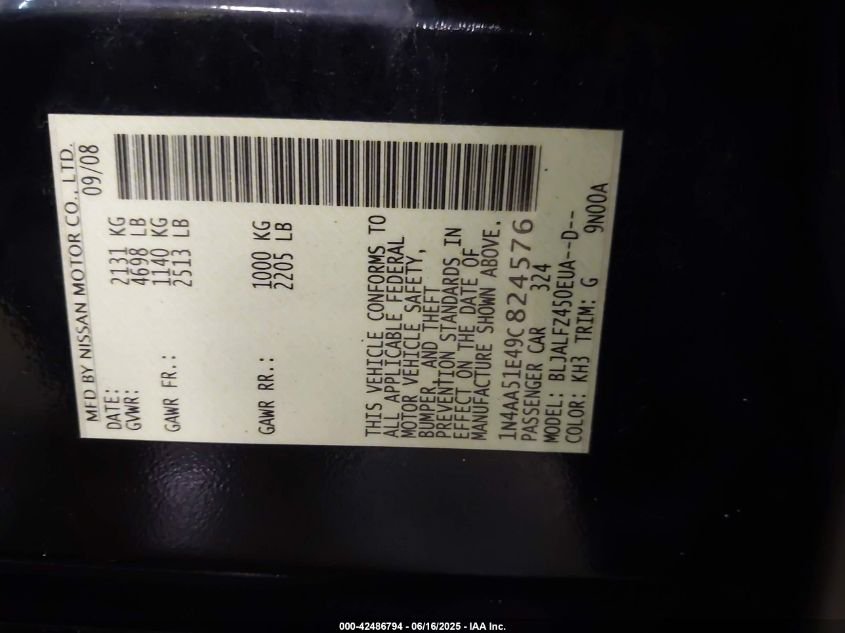 MFD BY NISSAN MOTOR CO., LTD.
DATE: 09/08
GVWR: 2131 KG
4698 LB
GAWR FR.: 1140 KG
2513 LB
GAWR RR.: 1000 KG
2205 LB
THIS VEHICLE CONFORMS TO
ALL APPLICABLE FEDERAL
MOTOR VEHICLE SAFETY,
BUMPER, AND THEFT
PREVENTION STANDARDS IN
EFFECT ON THE DATE OF
MANUFACTURE SHOWN ABOVE.
1N4AA51E49C824576
PASSENGER CAR 324
MODEL: BLJALFZ450EUA--D--
COLOR: KH3 TRIM: G 9N00A
000-42486794 - 06/16/2025 - IAA Inc.